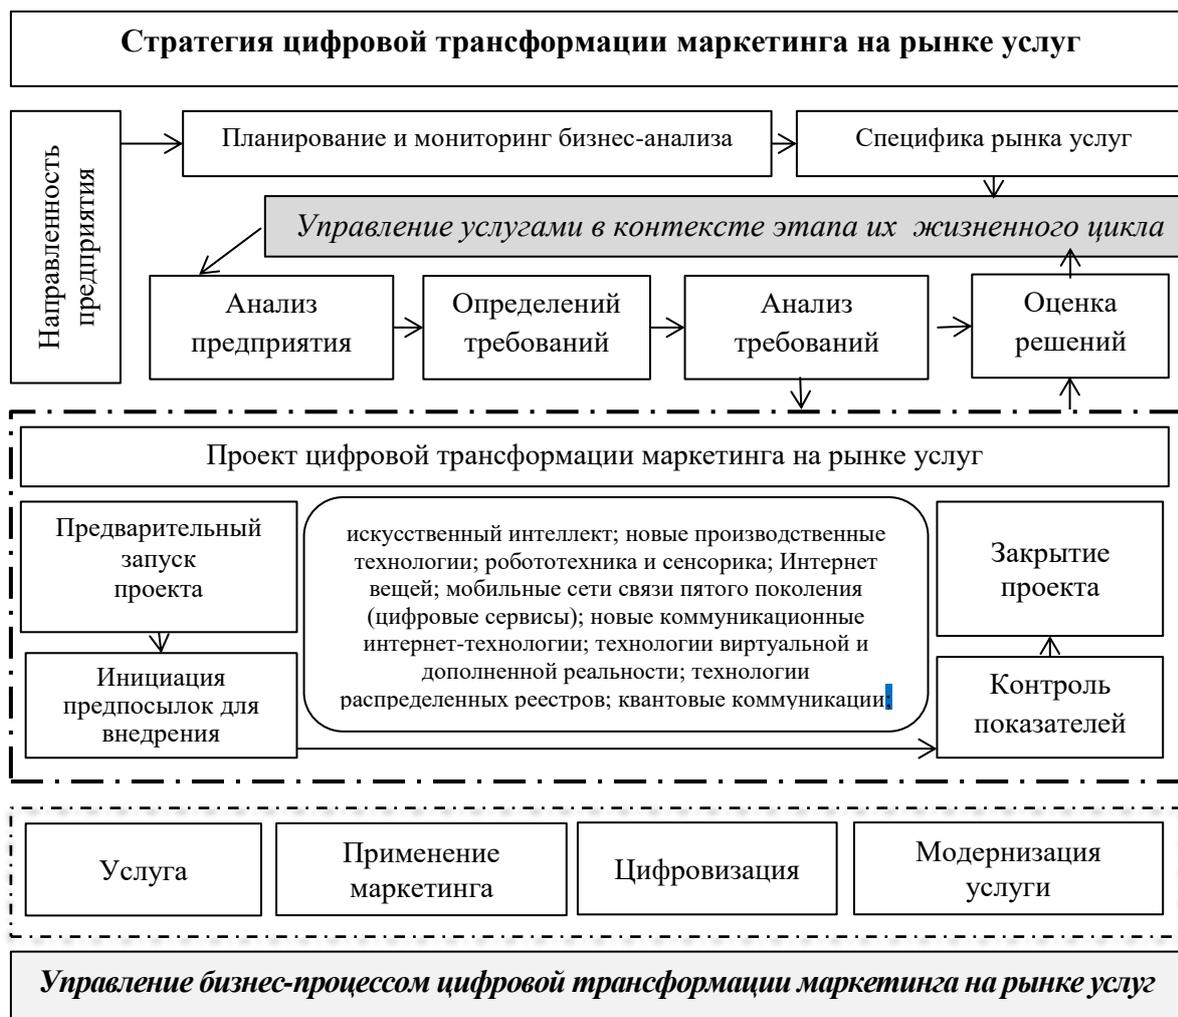 Стратегия цифровой трансформации маркетинга на рынке услуг
Направленность
предприятия
Планирование и мониторинг бизнес-анализа
Специфика рынка услуг
Управление услугами в контексте этапа их жизненного цикла
Анализ
предприятия
Определений
требований
Анализ
требований
Оценка
решений
Проект цифровой трансформации маркетинга на рынке услуг
Предварительный
запуск
проекта
Инициация
предпосылок для
внедрения
искусственный интеллект; новые производственные
технологии; робототехника и сенсорика; Интернет
вещей; мобильные сети связи пятого поколения
(цифровые сервисы); новые коммуникационные
интернет-технологии; технологии виртуальной и
дополненной реальности; технологии
распределенных реестров; квантовые коммуникации;
Закрытие
проекта
Контроль
показателей
Услуга
Применение
маркетинга
Цифровизация
Модернизация
услуги
Управление бизнес-процессом цифровой трансформации маркетинга на рынке услуг